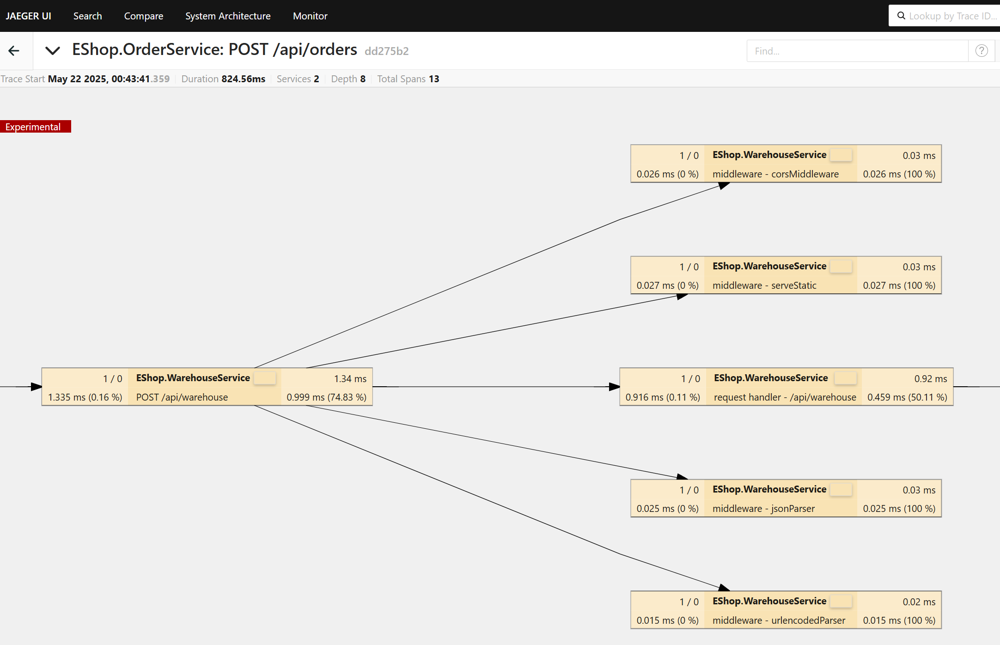 JAEGER UI Search Compare System Architecture Monitor Lookup by Trace ID...
EShop.OrderService: POST /api/orders dd275b2 Find... ?
Trace Start May 22 2025, 00:43:41.359 Duration 824.56ms Services 2 Depth 8 Total Spans 13
Experimental
1 / 0 EShop.WarehouseService 0.03 ms
0.026 ms (0 %) middleware - corsMiddleware 0.026 ms (100 %)
1 / 0 EShop.WarehouseService 0.03 ms
0.027 ms (0 %) middleware - serveStatic 0.027 ms (100 %)
1 / 0 EShop.WarehouseService 1.34 ms
1.335 ms (0.16 %) POST /api/warehouse 0.999 ms (74.83 %)
1 / 0 EShop.WarehouseService 0.92 ms
0.916 ms (0.11 %) request handler - /api/warehouse 0.459 ms (50.11 %)
1 / 0 EShop.WarehouseService 0.03 ms
0.025 ms (0 %) middleware - jsonParser 0.025 ms (100 %)
1 / 0 EShop.WarehouseService 0.02 ms
0.015 ms (0 %) middleware - urlencodedParser 0.015 ms (100 %)